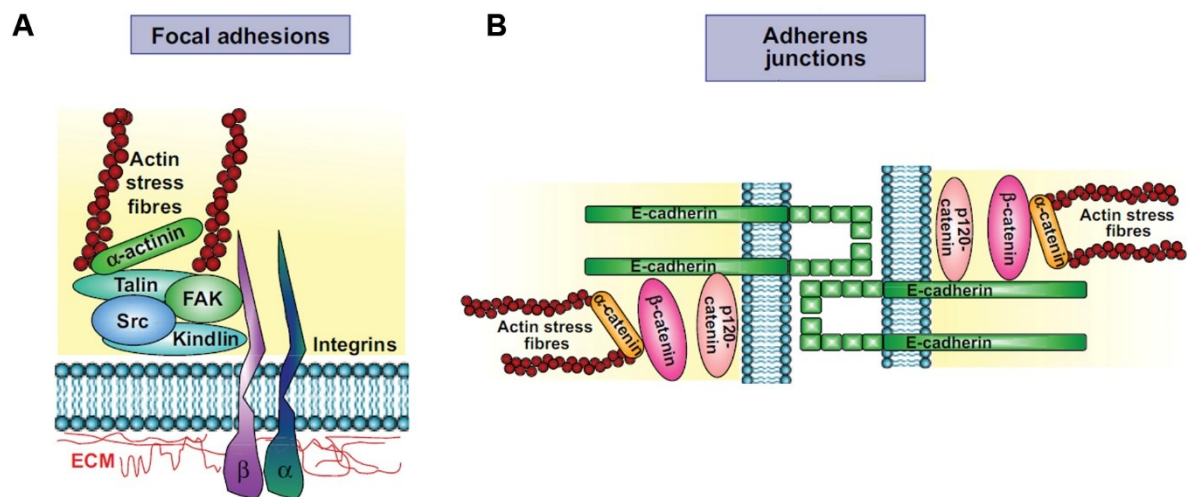 A
Focal adhesions
Actin
stress
fibres
α-actinin
Talin
FAK
Src
Kindlin
Integrins
ECM
β
α
B
Adherens
junctions
E-cadherin
E-cadherin
α-catenin
β-catenin
p120-
catenin
Actin stress
fibres
p120-
catenin
β-catenin
α-catenin
Actin stress
fibres
E-cadherin
E-cadherin